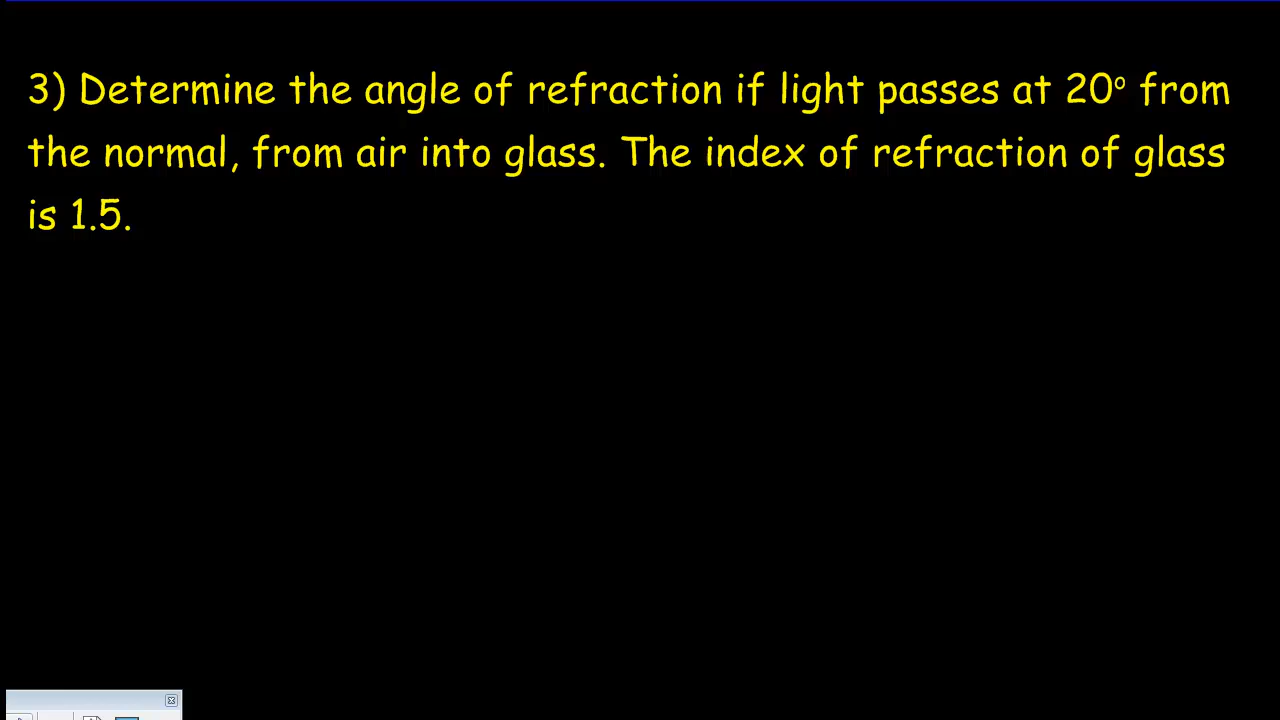 3) Determine the angle of refraction if light passes at 20° from
the normal, from air into glass. The index of refraction of glass
is 1.5.